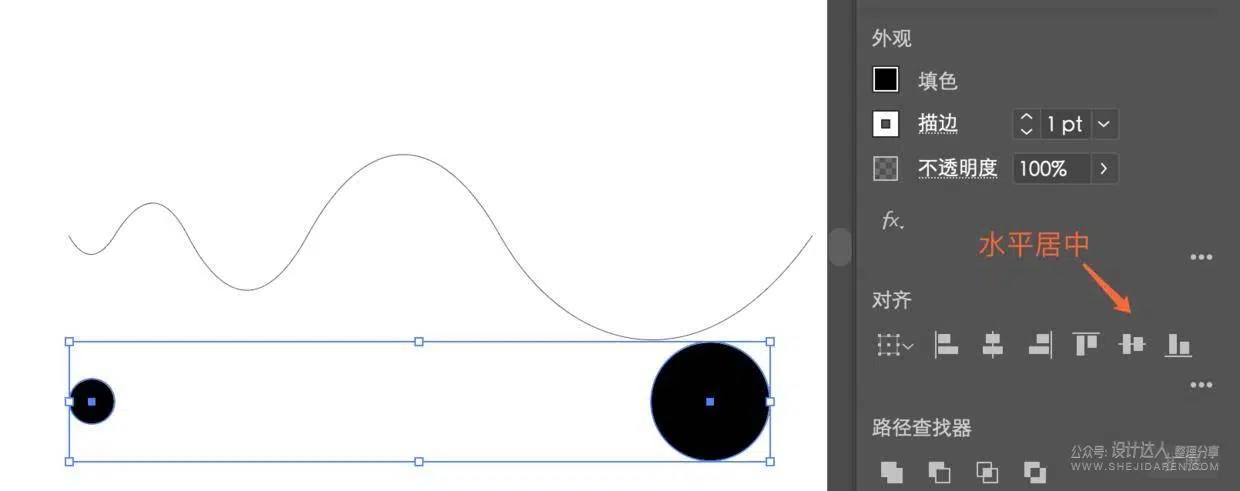 外观
填色
描边 1 pt
不透明度 100%
fx.
水平居中
对齐
路径查找器
公众号: 设计达人 整理分享
WWW.SHEJIDAREN.COM